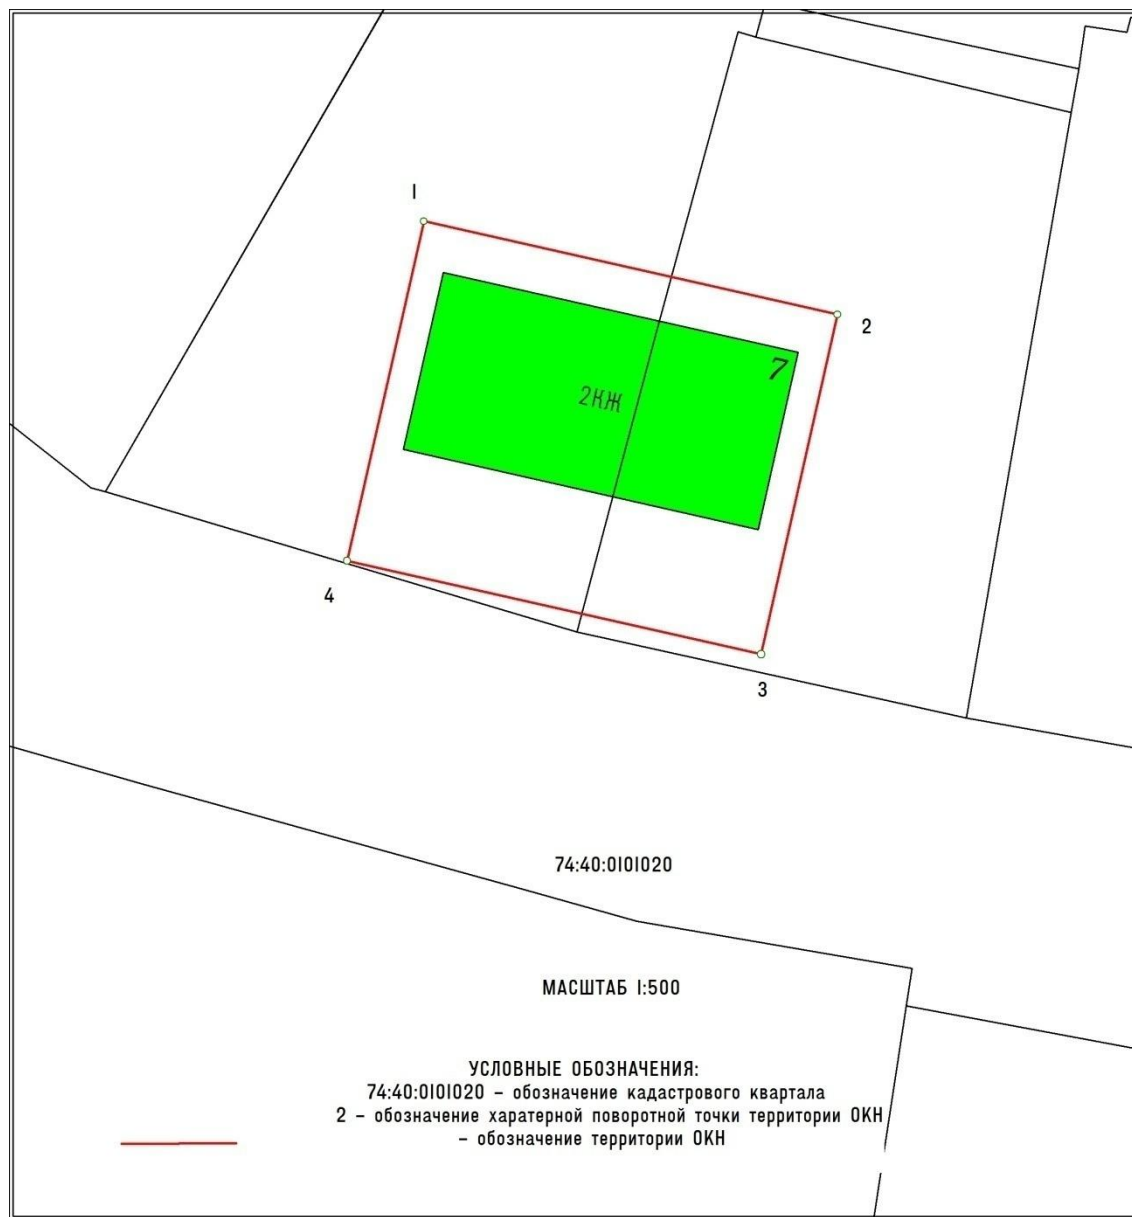 1
2
7
2КЖ
4
3
74:40:0101020
МАСШТАБ 1:500
УСЛОВНЫЕ ОБОЗНАЧЕНИЯ:
74:40:0101020 – обозначение кадастрового квартала
2 – обозначение харатерной поворотной точки территории ОКН
– обозначение территории ОКН